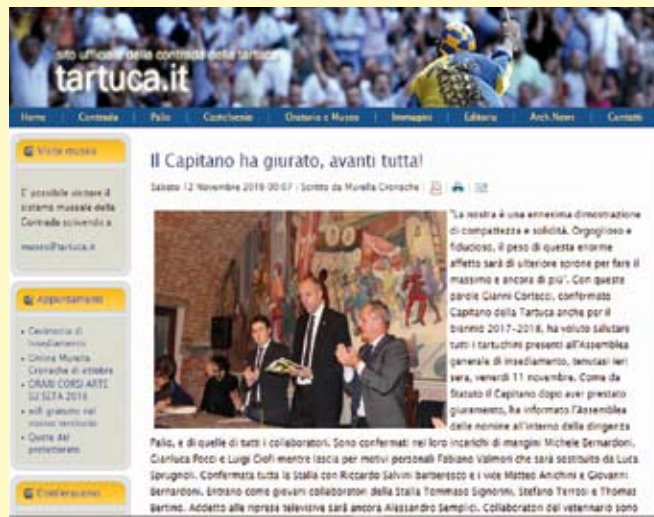 sito ufficiale della contrada della tartuca
tartuca.it
Home Contrada Palio Castelsenio Oratorio e Museo Immagini Editoria Arch.News Contatti
Visite museo
E' possibile visitare il
sistema museale della
Contrada scrivendo a
museo@tartuca.it
Appuntamenti
Cerimonia di
Insediamento
Online Murella
Cronache di ottobre
ORARI CORSI ARTE
SU SETA 2016
wifi gratuito nel
nostro territorio
Quote del
protettorato
Il Capitano ha giurato, avanti tutta!
Sabato 12 Novembre 2016 00:07 | Scritto da Murella Cronache
"La nostra è una ennesima dimostrazione
di compattezza e solidità. Orgoglioso e
fiducioso, il peso di questa enorme
affetto sarà di ulteriore sprone per fare il
massimo e ancora di più". Con queste
parole Gianni Cortecci, confermato
Capitano della Tartuca anche per il
biennio 2017-2018, ha voluto salutare
tutti i tartuchini presenti all'Assemblea
generale di insediamento, tenutasi ieri
sera, venerdì 11 novembre. Come da
Statuto il Capitano dopo aver prestato
giuramento, ha informato l'Assemblea
delle nomine all'interno della dirigenza
Palio, e di quelle di tutti i collaboratori. Sono confermati nei loro incarichi di mangini Michele Bernardoni,
Gianluca Pocci e Luigi Ciofi mentre lascia per motivi personali Fabiano Valmori che sarà sostituito da Luca
Sprugnoli. Confermata tutta la Stalla con Riccardo Salvini barbaresco e i vice Matteo Anichini e Giovanni
Bernardoni. Entrano come giovani collaboratori della Stalla Tommaso Signorini, Stefano Terrosi e Thomas
Bertino. Addetto alle riprese televisive sarà ancora Alessandro Semplici. Collaboratori del veterinario sono